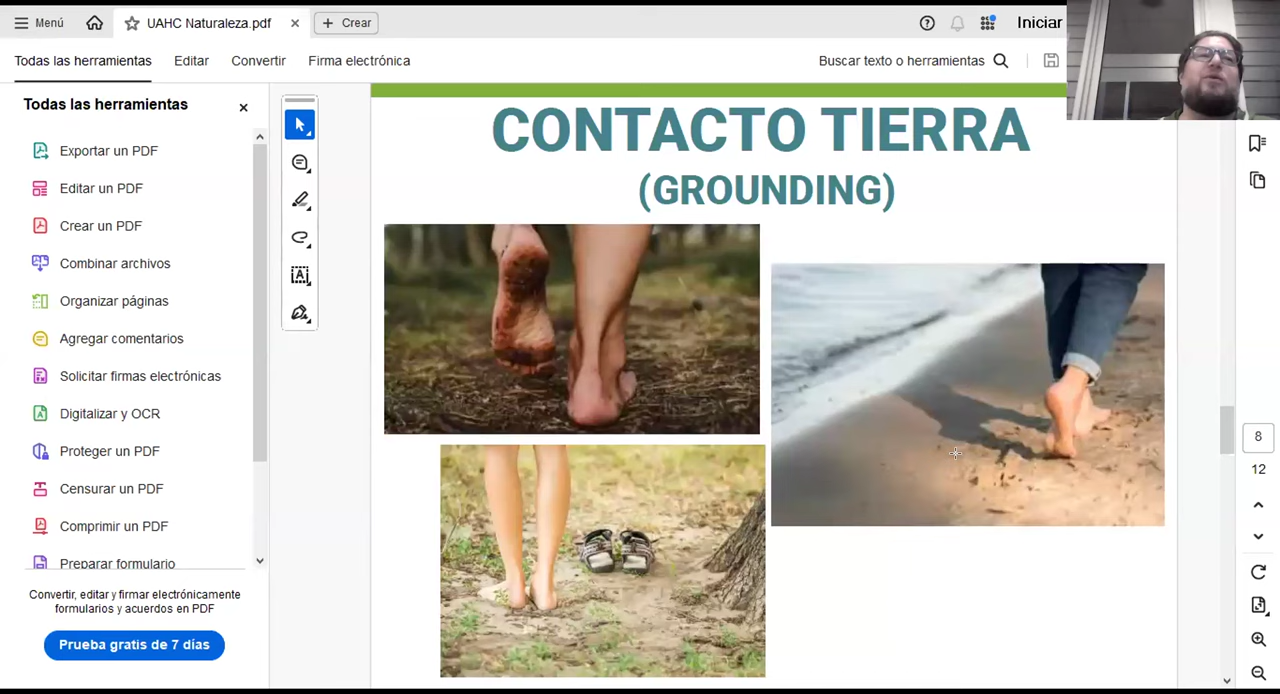 Menú
UAHC Naturaleza.pdf
Crear
Iniciar
Todas las herramientas
Editar
Convertir
Firma electrónica
Buscar texto o herramientas
Todas las herramientas
Exportar un PDF
Editar un PDF
Crear un PDF
Combinar archivos
Organizar páginas
Agregar comentarios
Solicitar firmas electrónicas
Digitalizar y OCR
Proteger un PDF
Censurar un PDF
Comprimir un PDF
Preparar formulario
Convertir, editar y firmar electrónicamente
formularios y acuerdos en PDF
Prueba gratis de 7 días
CONTACTO TIERRA
(GROUNDING)
8
12